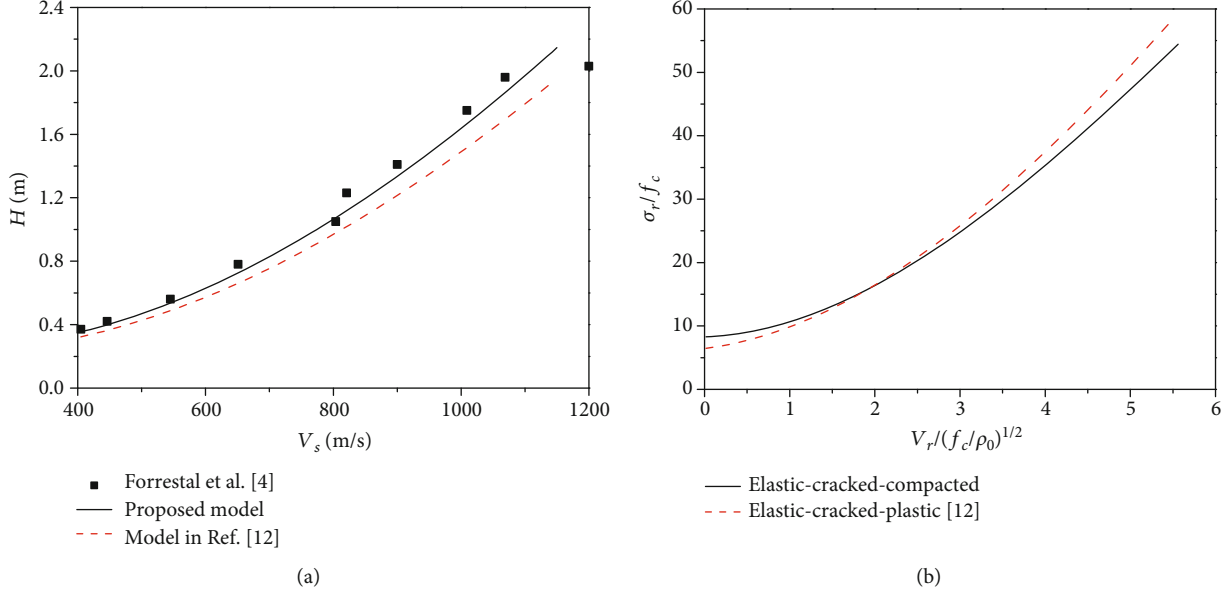 2.4
2.0
1.6
1.2
0.8
0.4
0.0
H (m)
400
600
800
1000
1200
V_s (m/s)
Forrestal et al. [4]
Proposed model
Model in Ref. [12]
(a)
60
50
40
30
20
10
0
σ_r/f_c
0
1
2
3
4
5
6
V_r/(f_c/ρ_0)^{1/2}
Elastic-cracked-compacted
Elastic-cracked-plastic [12]
(b)